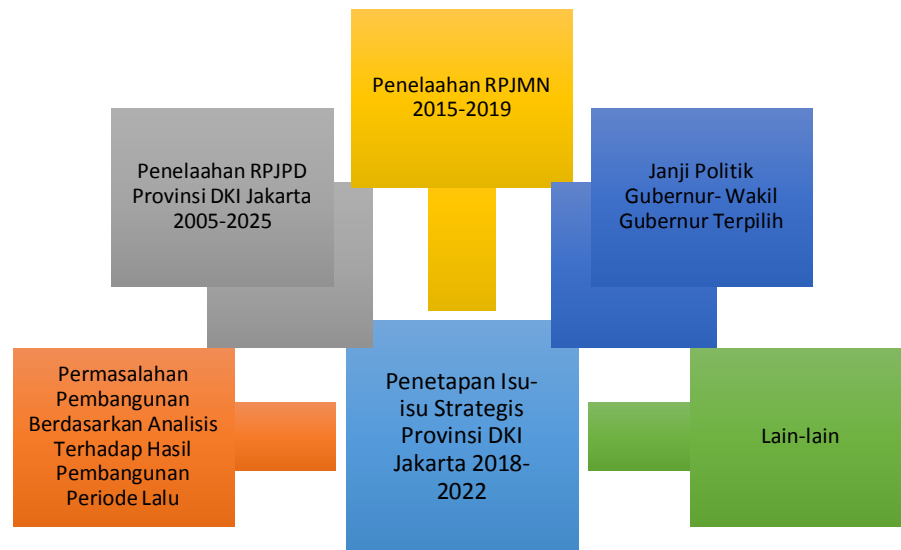 Penelaahan RPJMN
2015-2019
Penelaahan RPJPD
Provinsi DKI Jakarta
2005-2025
Janji Politik
Gubernur- Wakil
Gubernur Terpilih
Permasalahan
Pembangunan
Berdasarkan Analisis
Terhadap Hasil
Pembangunan
Periode Lalu
Penetapan Isu-
isu Strategis
Provinsi DKI
Jakarta 2018-
2022
Lain-lain